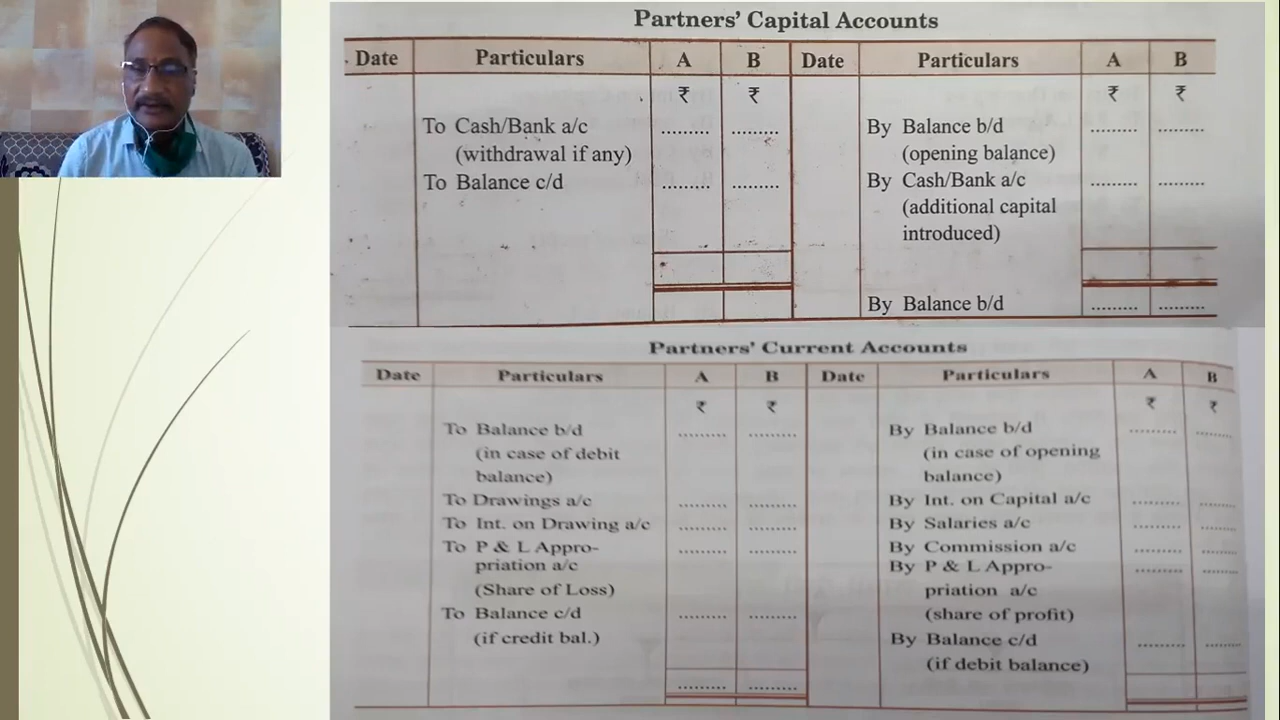 Partners' Capital Accounts
Date Particulars A B Date Particulars A B
₹ ₹ ₹ ₹
To Cash/Bank a/c ......... ......... By Balance b/d ......... .........
(withdrawal if any) (opening balance)
To Balance c/d ......... ......... By Cash/Bank a/c ......... .........
(additional capital
introduced)
By Balance b/d ......... .........
Partners' Current Accounts
Date Particulars A B Date Particulars A B
₹ ₹ ₹ ₹
To Balance b/d ......... ......... By Balance b/d ......... .........
(in case of debit (in case of opening
balance) balance)
To Drawings a/c ......... ......... By Int. on Capital a/c ......... .........
To Int. on Drawing a/c ......... ......... By Salaries a/c ......... .........
To P & L Appro- ......... ......... By Commission a/c ......... .........
priation a/c By P & L Appro- ......... .........
(Share of Loss) priation a/c
To Balance c/d ......... ......... (share of profit)
(if credit bal.) By Balance c/d ......... .........
(if debit balance)
......... .........